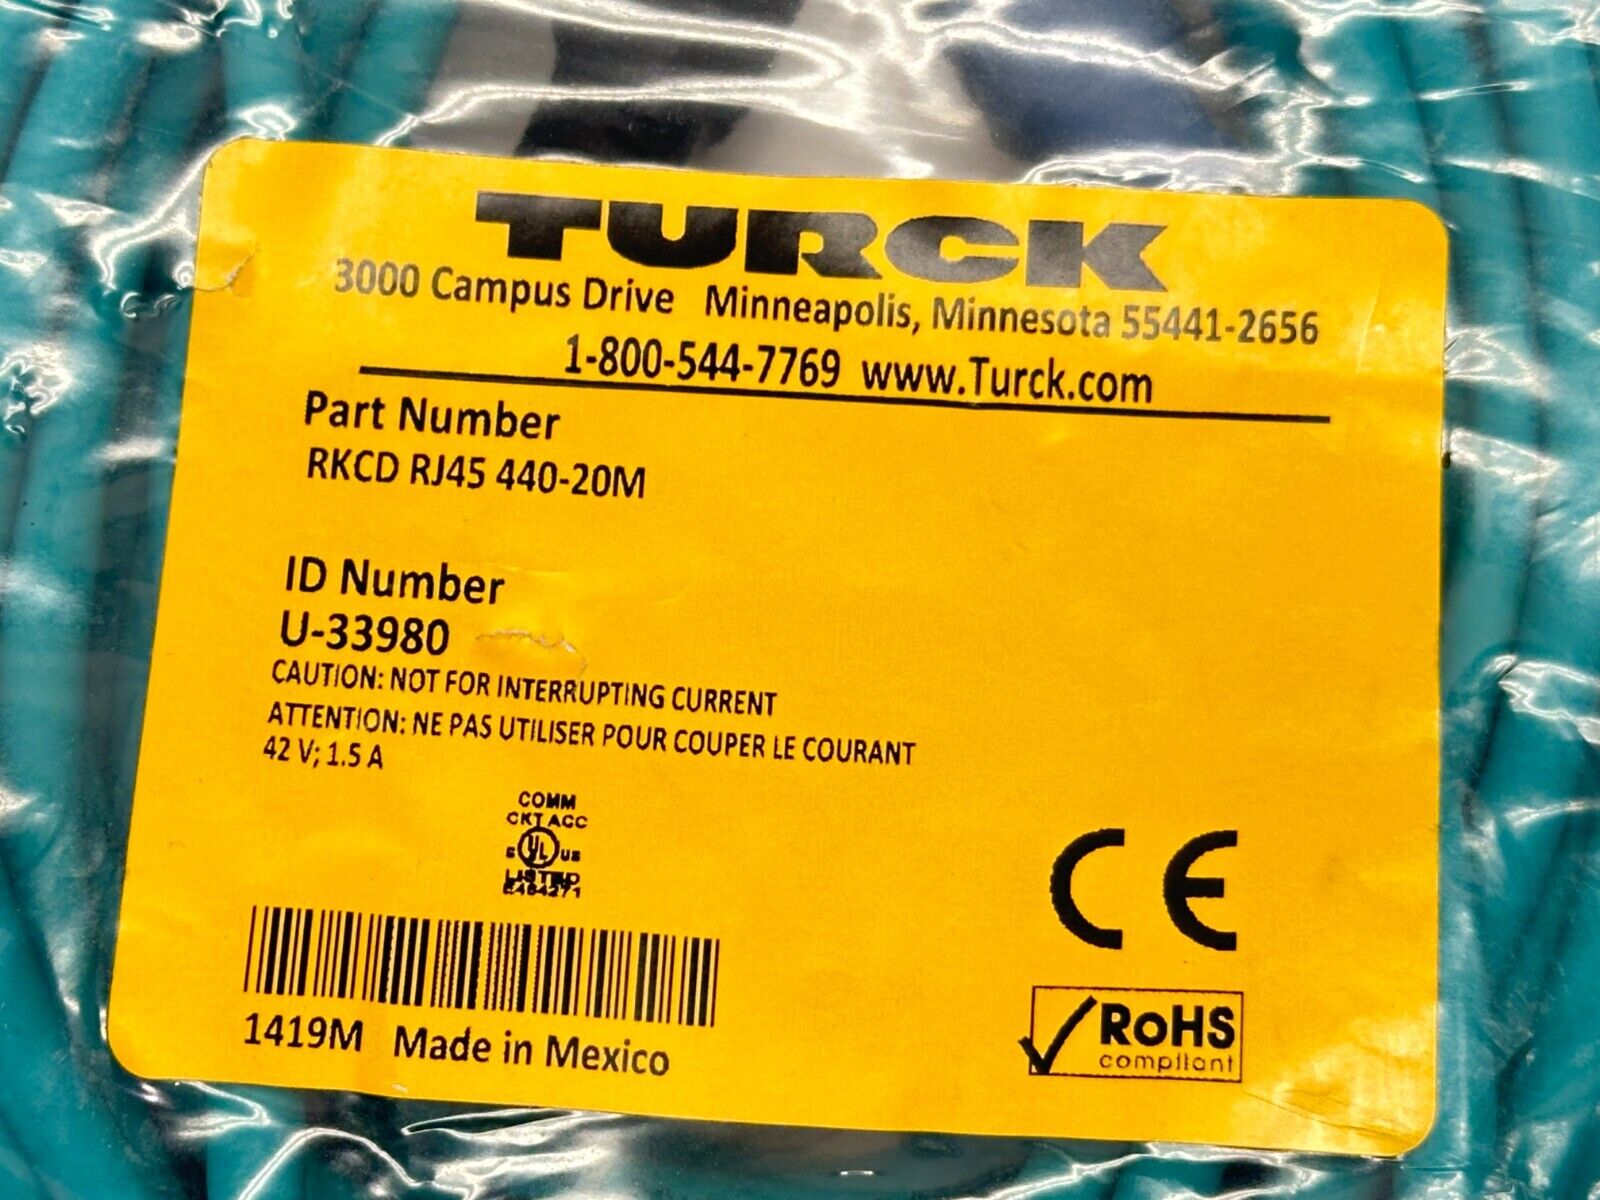 TURCK
3000 Campus Drive Minneapolis, Minnesota 55441-2656
1-800-544-7769 www.Turck.com
Part Number
RKCD RJ45 440-20M
ID Number
U-33980
CAUTION: NOT FOR INTERRUPTING CURRENT
ATTENTION: NE PAS UTILISER POUR COUPER LE COURANT
42 V; 1.5 A
COMM
CKT ACC
C UL US
LISTED
1419M Made in Mexico
CE
RoHS
compliant